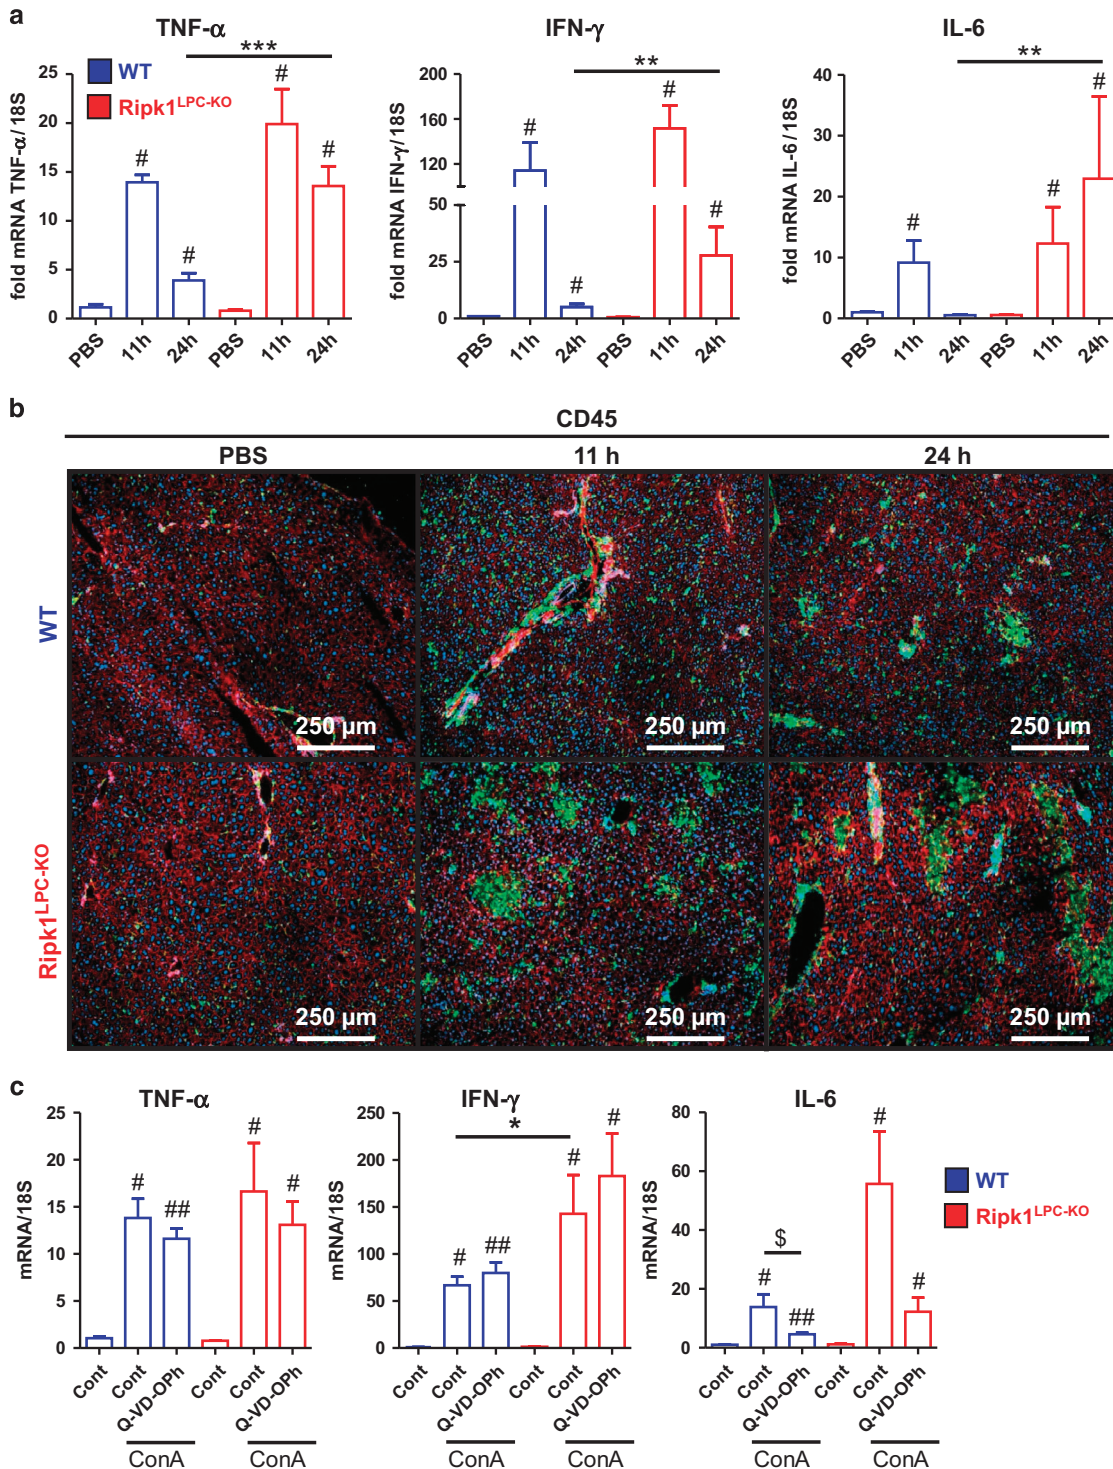 a
TNF-α
IFN-γ
IL-6
WT
Ripk1LPC-KO
***
**
**
fold mRNA TNF-α/18S
25
20
15
10
5
0
#
#
#
#
PBS
11h
24h
PBS
11h
24h
fold mRNA IFN-γ/18S
200
160
120
50
25
0
#
#
#
#
PBS
11h
24h
PBS
11h
24h
fold mRNA IL-6/18S
40
30
20
10
0
#
#
#
PBS
11h
24h
PBS
11h
24h
b
CD45
PBS
11 h
24 h
WT
250 µm
250 µm
250 µm
Ripk1LPC-KO
250 µm
250 µm
250 µm
c
TNF-α
IFN-γ
IL-6
mRNA/18S
25
20
15
10
5
0
#
##
#
#
Cont
Cont
Q-VD-OPh
Cont
Cont
Q-VD-OPh
ConA
ConA
mRNA/18S
250
200
150
100
50
0
*
#
##
#
#
Cont
Cont
Q-VD-OPh
Cont
Cont
Q-VD-OPh
ConA
ConA
mRNA/18S
80
60
40
20
0
$
#
##
#
#
Cont
Cont
Q-VD-OPh
Cont
Cont
Q-VD-OPh
ConA
ConA
WT
Ripk1LPC-KO